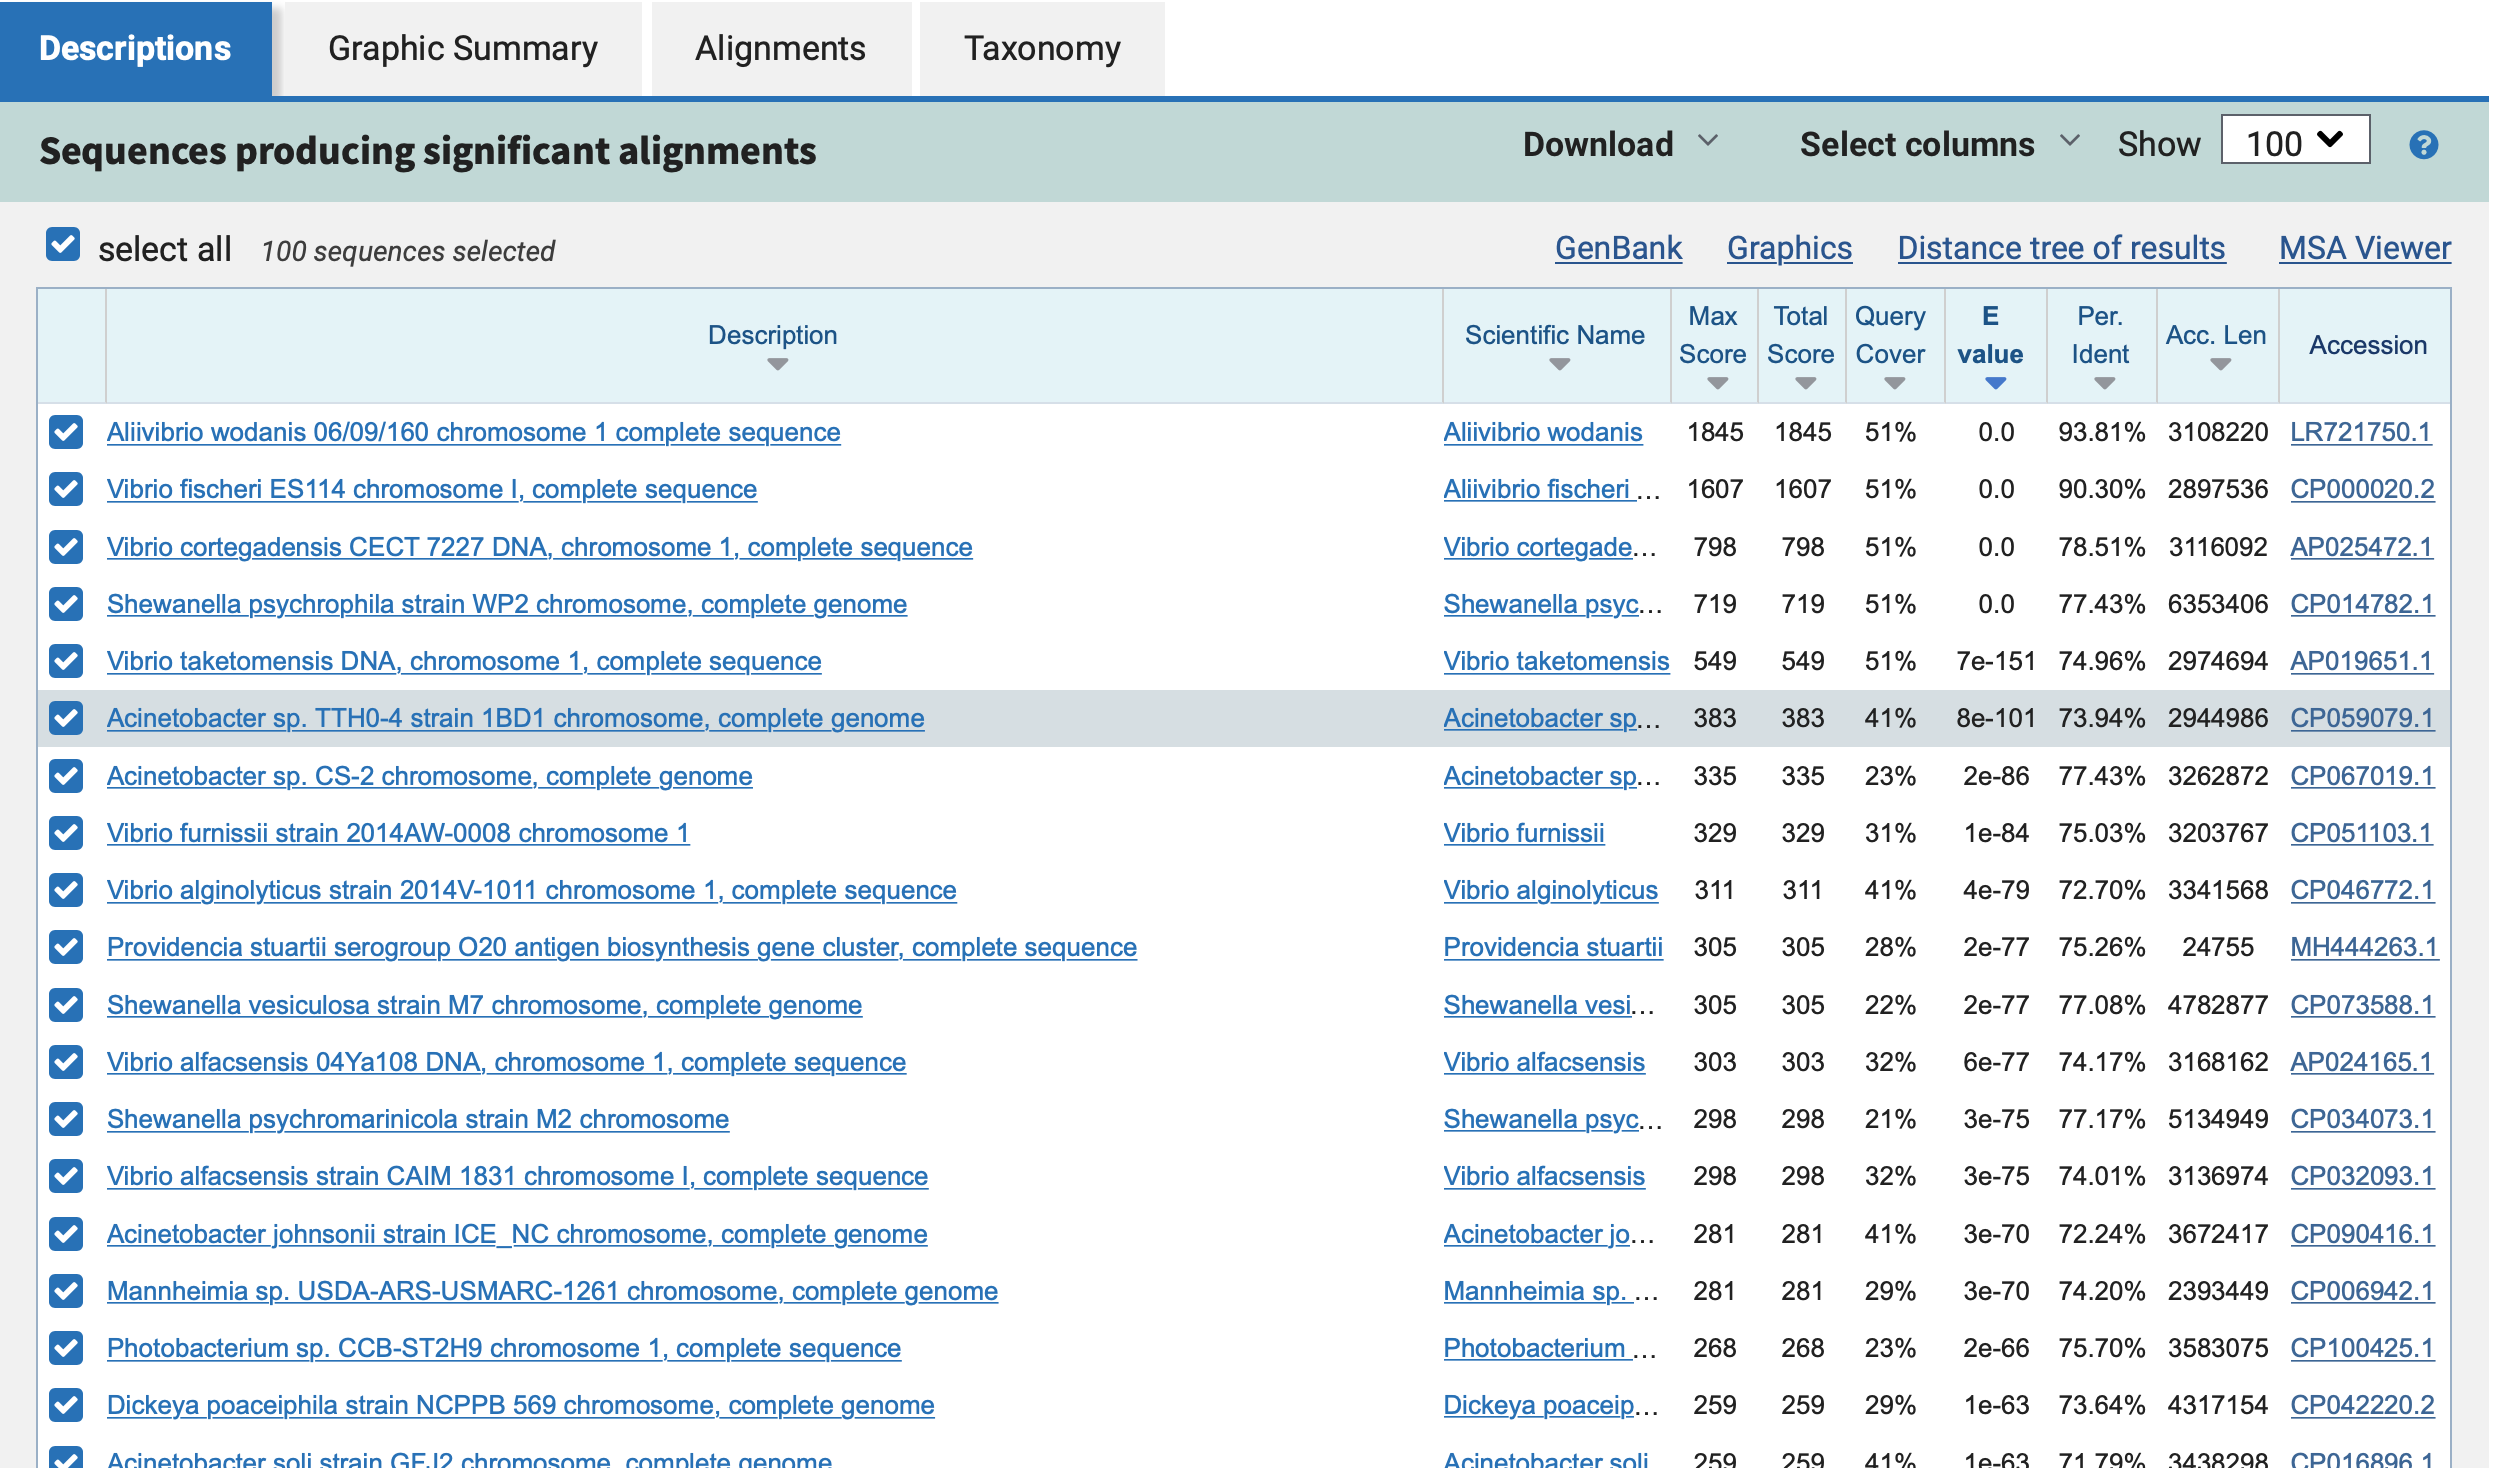 Descriptions Graphic Summary Alignments Taxonomy
Sequences producing significant alignments Download Select columns Show 100 ?
select all 100 sequences selected GenBank Graphics Distance tree of results MSA Viewer
Description Scientific Name Max Score Total Score Query Cover E value Per. Ident Acc. Len Accession
Aliivibrio wodanis 06/09/160 chromosome 1 complete sequence Aliivibrio wodanis 1845 1845 51% 0.0 93.81% 3108220 LR721750.1
Vibrio fischeri ES114 chromosome I, complete sequence Aliivibrio fischeri ... 1607 1607 51% 0.0 90.30% 2897536 CP000020.2
Vibrio cortegadensis CECT 7227 DNA, chromosome 1, complete sequence Vibrio cortegade... 798 798 51% 0.0 78.51% 3116092 AP025472.1
Shewanella psychrophila strain WP2 chromosome, complete genome Shewanella psyc... 719 719 51% 0.0 77.43% 6353406 CP014782.1
Vibrio taketomensis DNA, chromosome 1, complete sequence Vibrio taketomensis 549 549 51% 7e-151 74.96% 2974694 AP019651.1
Acinetobacter sp. TTH0-4 strain 1BD1 chromosome, complete genome Acinetobacter sp... 383 383 41% 8e-101 73.94% 2944986 CP059079.1
Acinetobacter sp. CS-2 chromosome, complete genome Acinetobacter sp... 335 335 23% 2e-86 77.43% 3262872 CP067019.1
Vibrio furnissii strain 2014AW-0008 chromosome 1 Vibrio furnissii 329 329 31% 1e-84 75.03% 3203767 CP051103.1
Vibrio alginolyticus strain 2014V-1011 chromosome 1, complete sequence Vibrio alginolyticus 311 311 41% 4e-79 72.70% 3341568 CP046772.1
Providencia stuartii serogroup O20 antigen biosynthesis gene cluster, complete sequence Providencia stuartii 305 305 28% 2e-77 75.26% 24755 MH444263.1
Shewanella vesiculosa strain M7 chromosome, complete genome Shewanella vesi... 305 305 22% 2e-77 77.08% 4782877 CP073588.1
Vibrio alfacsensis 04Ya108 DNA, chromosome 1, complete sequence Vibrio alfacsensis 303 303 32% 6e-77 74.17% 3168162 AP024165.1
Shewanella psychromarinicola strain M2 chromosome Shewanella psyc... 298 298 21% 3e-75 77.17% 5134949 CP034073.1
Vibrio alfacsensis strain CAIM 1831 chromosome I, complete sequence Vibrio alfacsensis 298 298 32% 3e-75 74.01% 3136974 CP032093.1
Acinetobacter johnsonii strain ICE_NC chromosome, complete genome Acinetobacter jo... 281 281 41% 3e-70 72.24% 3672417 CP090416.1
Mannheimia sp. USDA-ARS-USMARC-1261 chromosome, complete genome Mannheimia sp. ... 281 281 29% 3e-70 74.20% 2393449 CP006942.1
Photobacterium sp. CCB-ST2H9 chromosome 1, complete sequence Photobacterium ... 268 268 23% 2e-66 75.70% 3583075 CP100425.1
Dickeya poaceiphila strain NCPPB 569 chromosome, complete genome Dickeya poaceip... 259 259 29% 1e-63 73.64% 4317154 CP042220.2
Acinetobacter soli strain GFJ2 chromosome, complete genome Acinetobacter soli 259 259 41% 1e-63 71.79% 3438298 CP016896.1